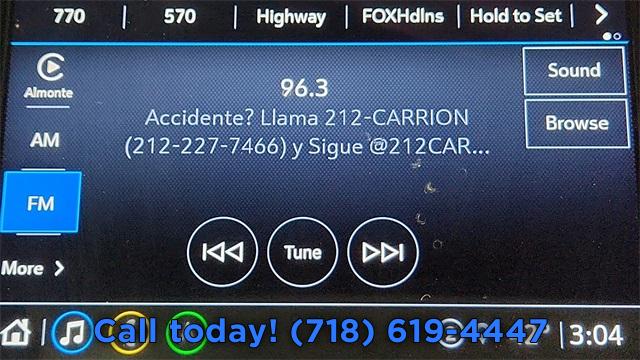 770 570 Highway FOXHdlns Hold to Set
Almonte
96.3
Sound
Accidente? Llama 212-CARRION
(212-227-7466) y Sigue @212CAR...
Browse
AM
FM
Tune
More
Call today! (718) 619-4447
3:04